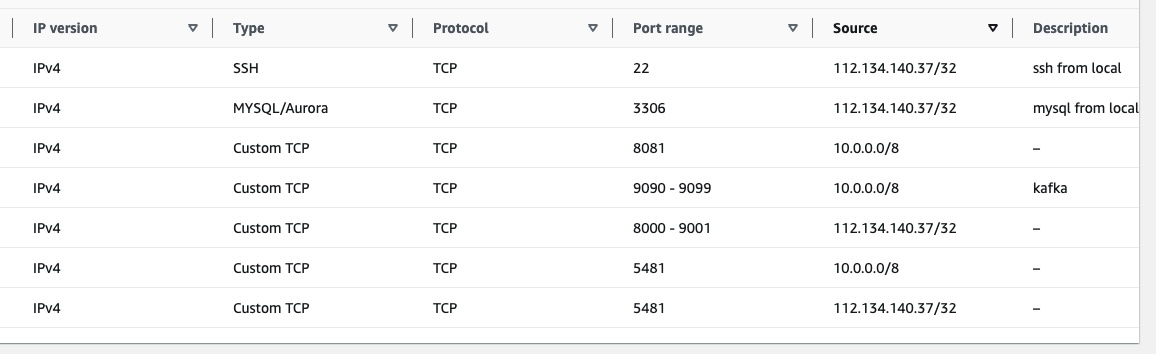 IP version Type Protocol Port range Source Description
IPv4 SSH TCP 22 112.134.140.37/32 ssh from local
IPv4 MYSQL/Aurora TCP 3306 112.134.140.37/32 mysql from local
IPv4 Custom TCP TCP 8081 10.0.0.0/8 –
IPv4 Custom TCP TCP 9090 - 9099 10.0.0.0/8 kafka
IPv4 Custom TCP TCP 8000 - 9001 112.134.140.37/32 –
IPv4 Custom TCP TCP 5481 10.0.0.0/8 –
IPv4 Custom TCP TCP 5481 112.134.140.37/32 –